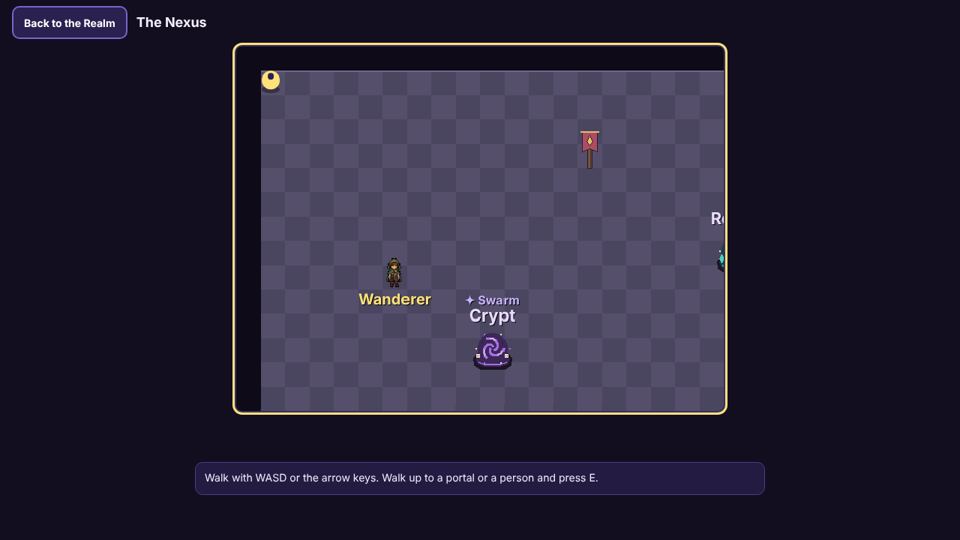 Back to the Realm
The Nexus
Wanderer
✦ Swarm
Crypt
Walk with WASD or the arrow keys. Walk up to a portal or a person and press E.